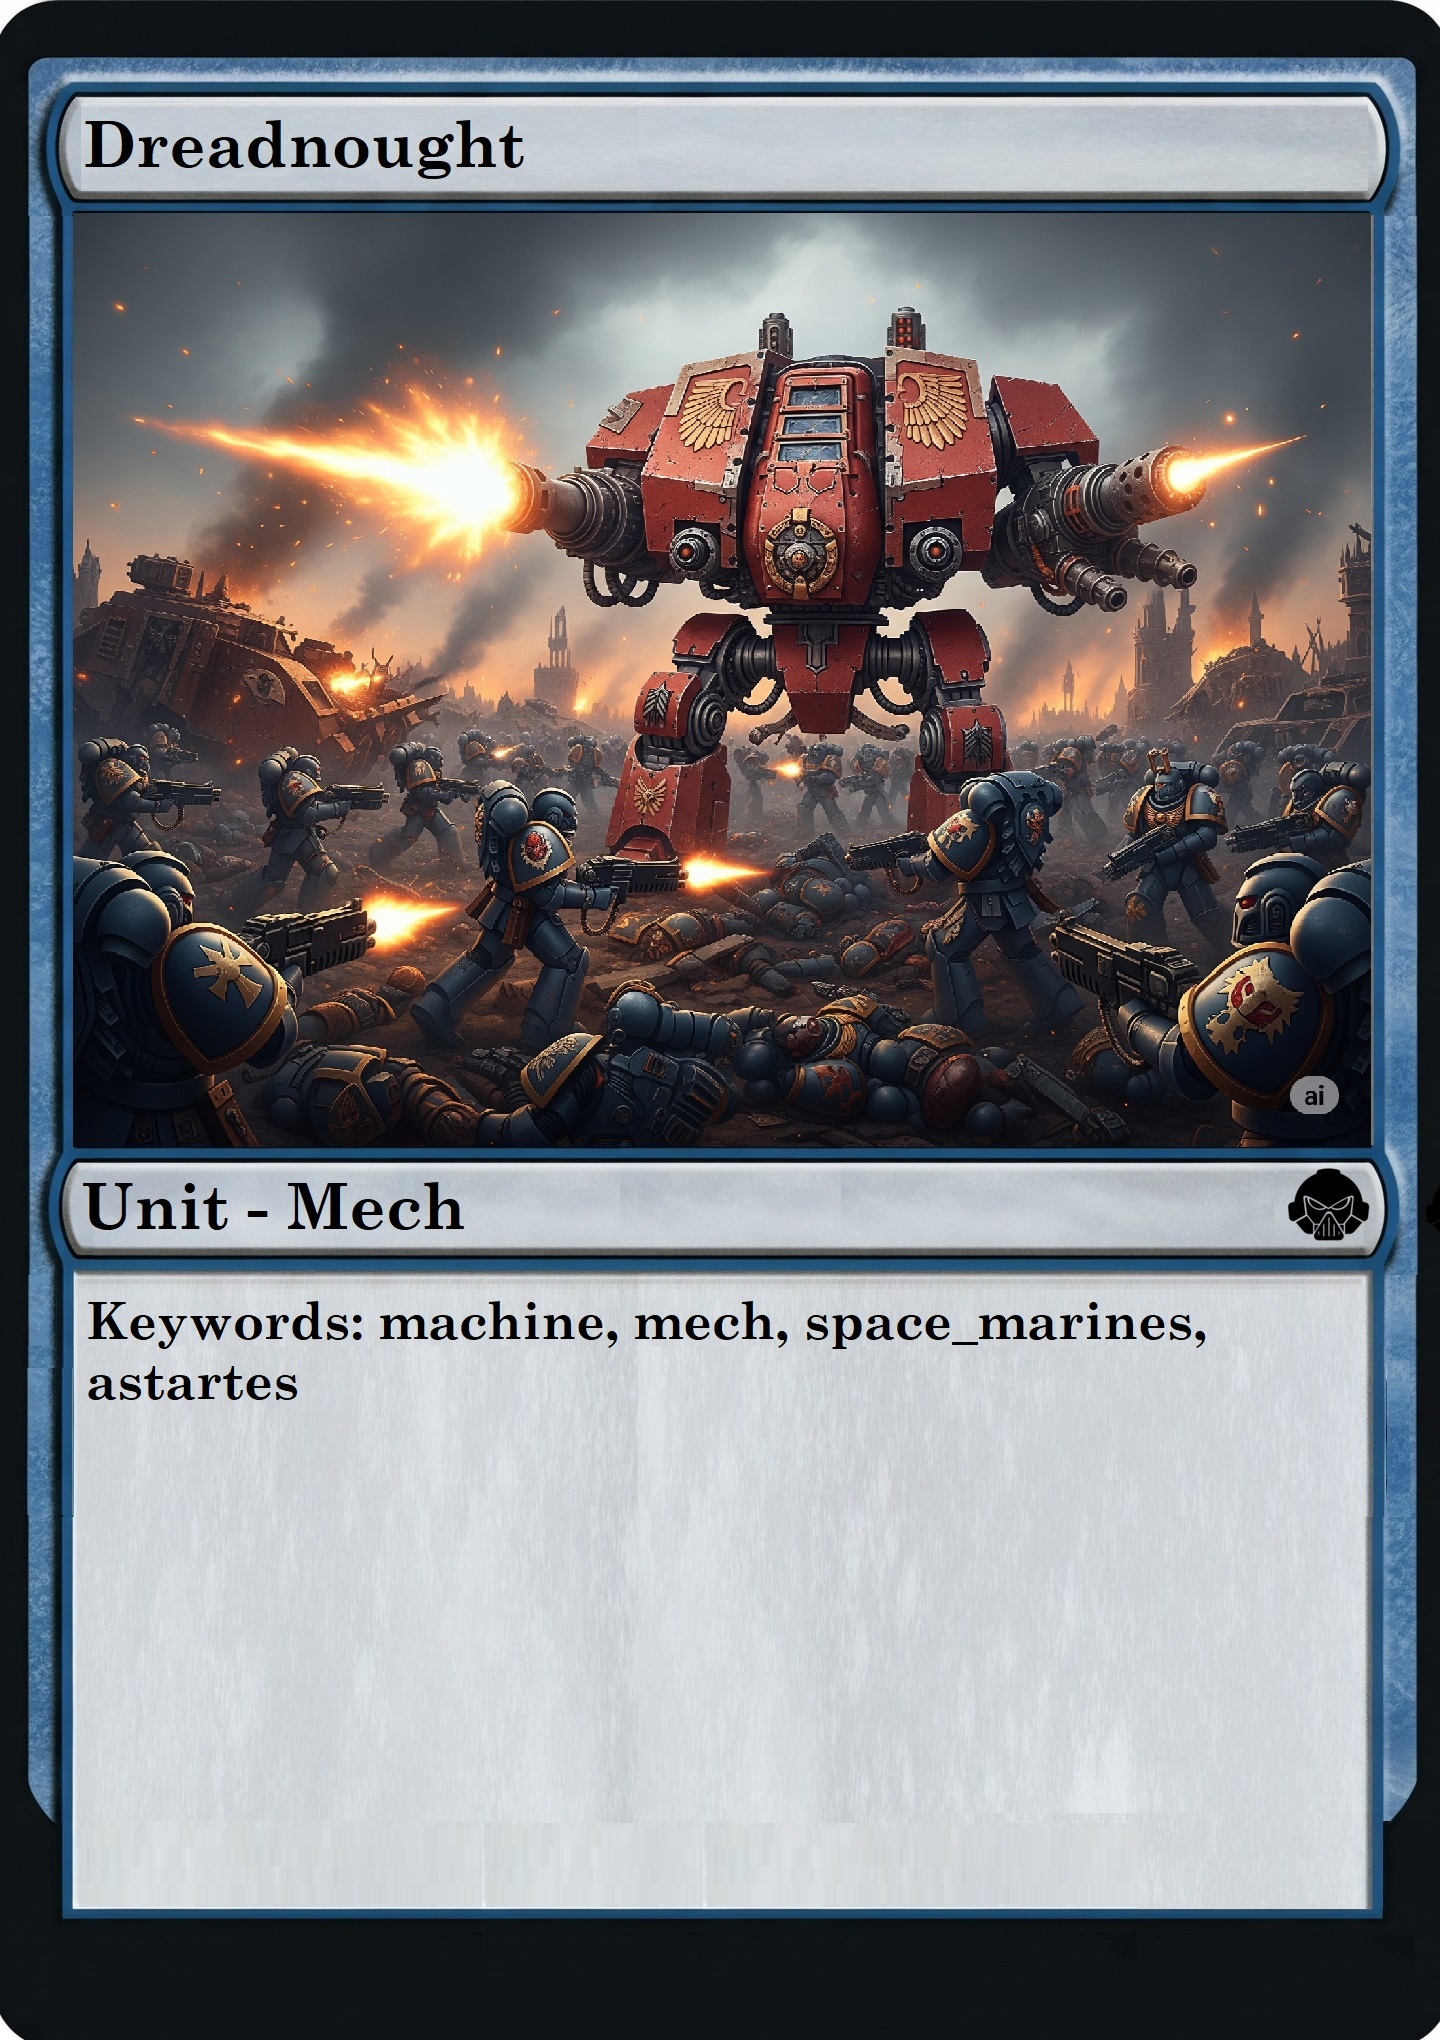 Dreadnought
ai
Unit - Mech
Keywords: machine, mech, space_marines,
astartes